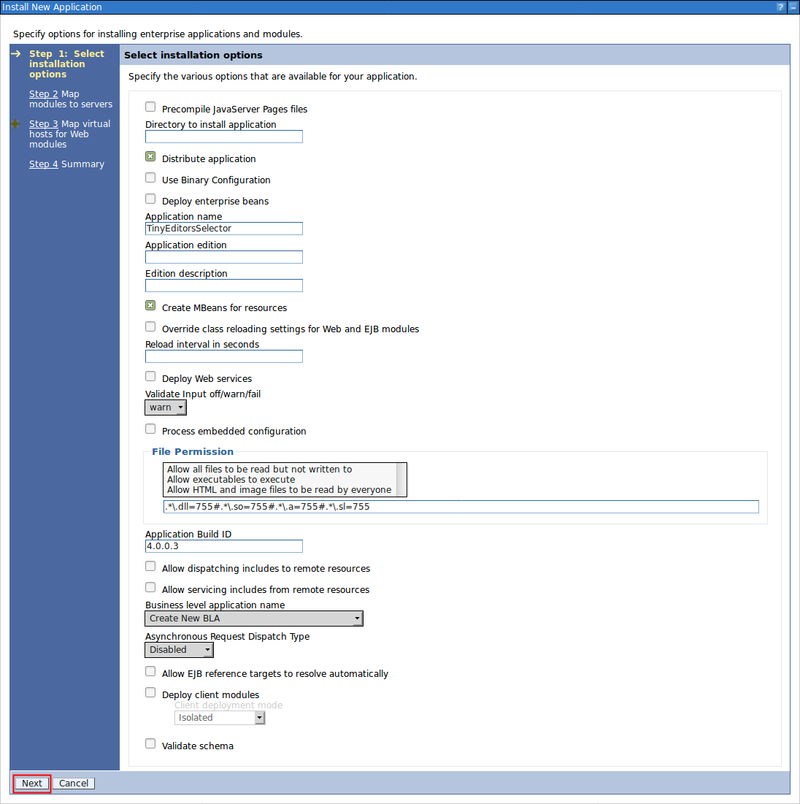 Install New Application
? –
Specify options for installing enterprise applications and modules.
Step 1: Select
installation
options
Step 2 Map
modules to servers
Step 3 Map virtual
hosts for Web
modules
Step 4 Summary
Select installation options
Specify the various options that are available for your application.
Precompile JavaServer Pages files
Directory to install application
Distribute application
Use Binary Configuration
Deploy enterprise beans
Application name
TinyEditorsSelector
Application edition
Edition description
Create MBeans for resources
Override class reloading settings for Web and EJB modules
Reload interval in seconds
Deploy Web services
Validate Input off/warn/fail
warn
Process embedded configuration
File Permission
Allow all files to be read but not written to
Allow executables to execute
Allow HTML and image files to be read by everyone
.*\.dll=755#.*\.so=755#.*\.a=755#.*\.sl=755
Application Build ID
4.0.0.3
Allow dispatching includes to remote resources
Allow servicing includes from remote resources
Business level application name
Create New BLA
Asynchronous Request Dispatch Type
Disabled
Allow EJB reference targets to resolve automatically
Deploy client modules
Client deployment mode
Isolated
Validate schema
Next Cancel